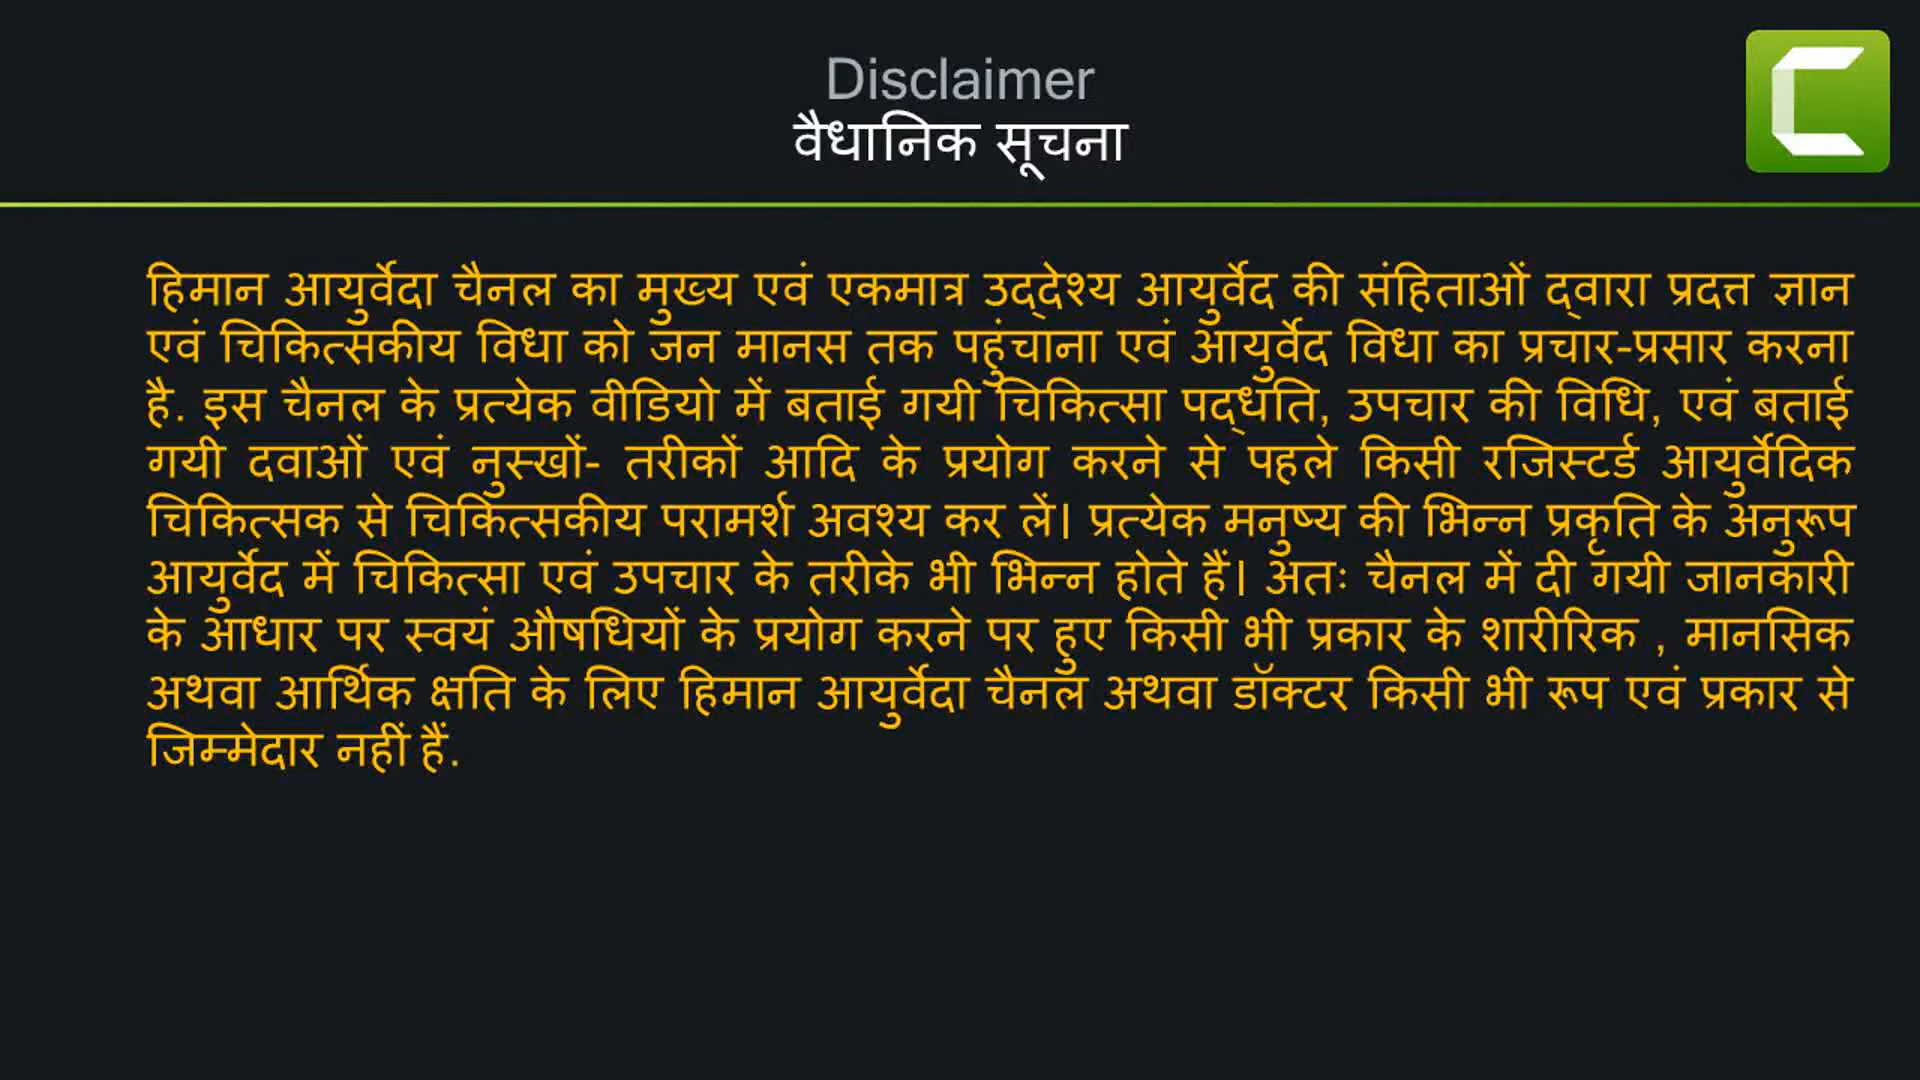 Disclaimer
वैधानिक सूचना
हिमान आयुर्वेदा चैनल का मुख्य एवं एकमात्र उद्देश्य आयुर्वेद की संहिताओं द्वारा प्रदत्त ज्ञान
एवं चिकित्सकीय विधा को जन मानस तक पहुंचाना एवं आयुर्वेद विधा का प्रचार-प्रसार करना
है. इस चैनल के प्रत्येक वीडियो में बताई गयी चिकित्सा पद्धति, उपचार की विधि, एवं बताई
गयी दवाओं एवं नुस्खों- तरीकों आदि के प्रयोग करने से पहले किसी रजिस्टर्ड आयुर्वेदिक
चिकित्सक से चिकित्सकीय परामर्श अवश्य कर लें। प्रत्येक मनुष्य की भिन्न प्रकृति के अनुरूप
आयुर्वेद में चिकित्सा एवं उपचार के तरीके भी भिन्न होते हैं। अतः चैनल में दी गयी जानकारी
के आधार पर स्वयं औषधियों के प्रयोग करने पर हुए किसी भी प्रकार के शारीरिक , मानसिक
अथवा आर्थिक क्षति के लिए हिमान आयुर्वेदा चैनल अथवा डॉक्टर किसी भी रूप एवं प्रकार से
जिम्मेदार नहीं हैं.